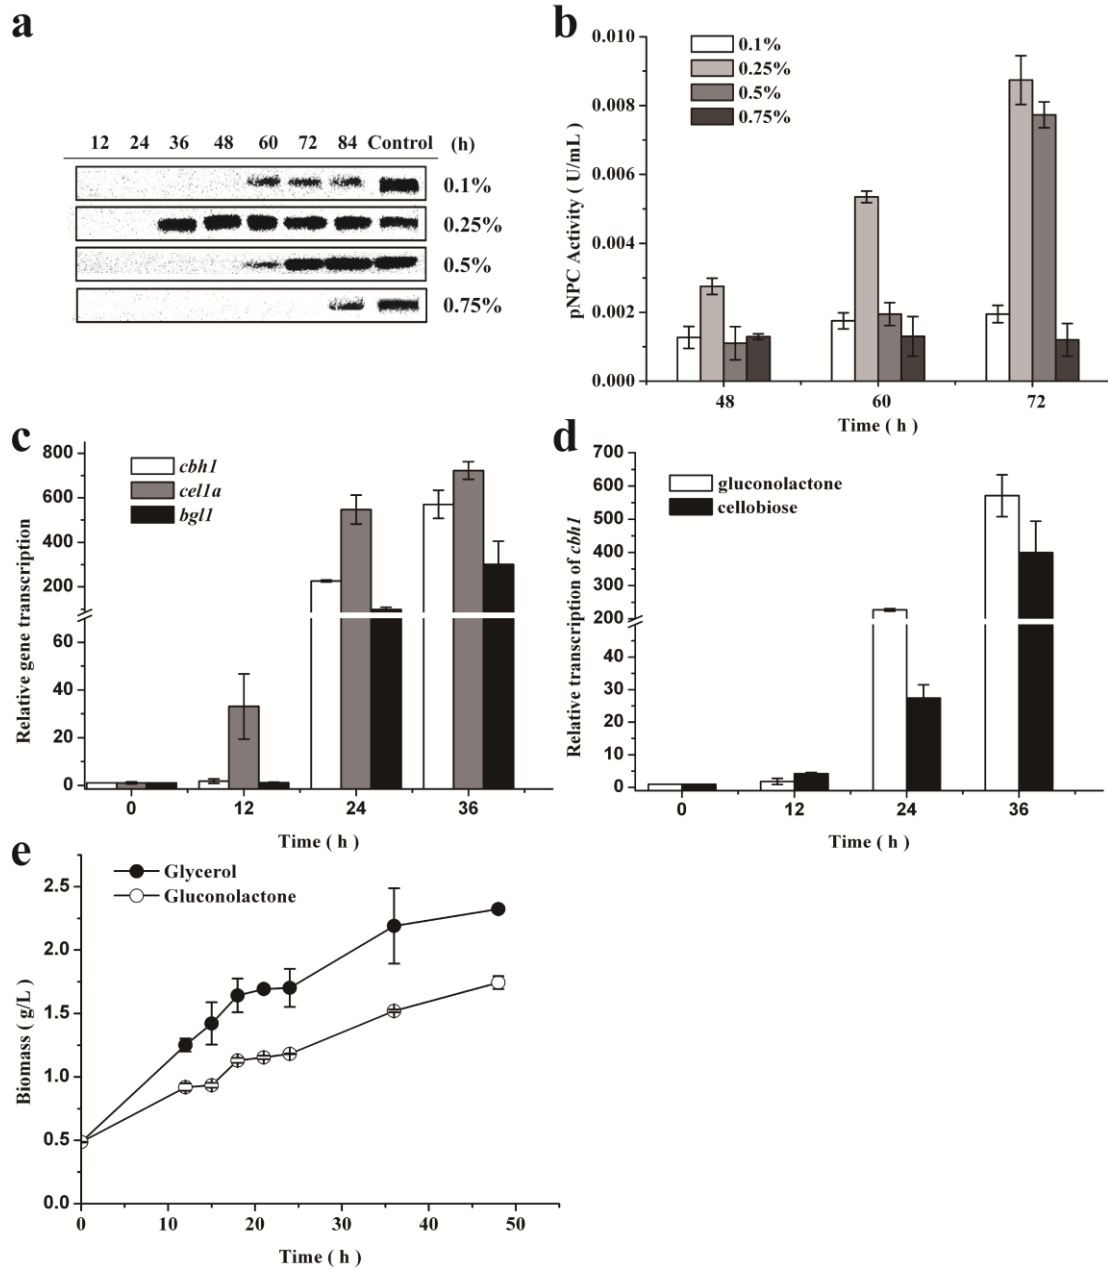 a
12 24 36 48 60 72 84 Control (h)
0.1%
0.25%
0.5%
0.75%
b
0.1%
0.25%
0.5%
0.75%
pNPC Activity ( U/mL )
0.010
0.008
0.006
0.004
0.002
0.000
48 60 72
Time ( h )
c
cbh1
cel1a
bgl1
Relative gene transcription
800
600
400
200
60
40
20
0
0 12 24 36
Time ( h )
d
gluconolactone
cellobiose
Relative transcription of cbh1
700
600
500
400
300
200
40
30
20
10
0
0 12 24 36
Time ( h )
e
Glycerol
Gluconolactone
Biomass ( g/L )
2.5
2.0
1.5
1.0
0.5
0.0
0 10 20 30 40 50
Time ( h )